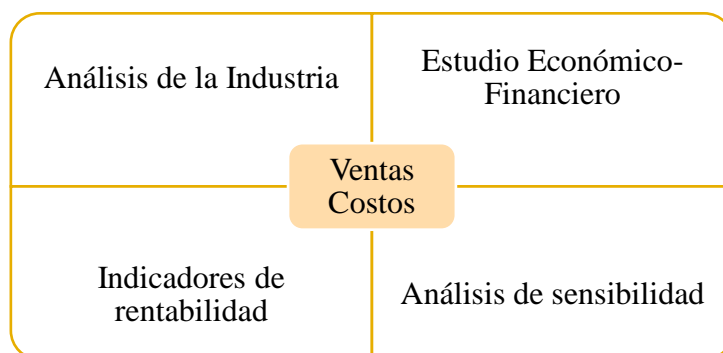 Análisis de la Industria
Estudio Económico-
Financiero
Ventas
Costos
Indicadores de
rentabilidad
Análisis de sensibilidad